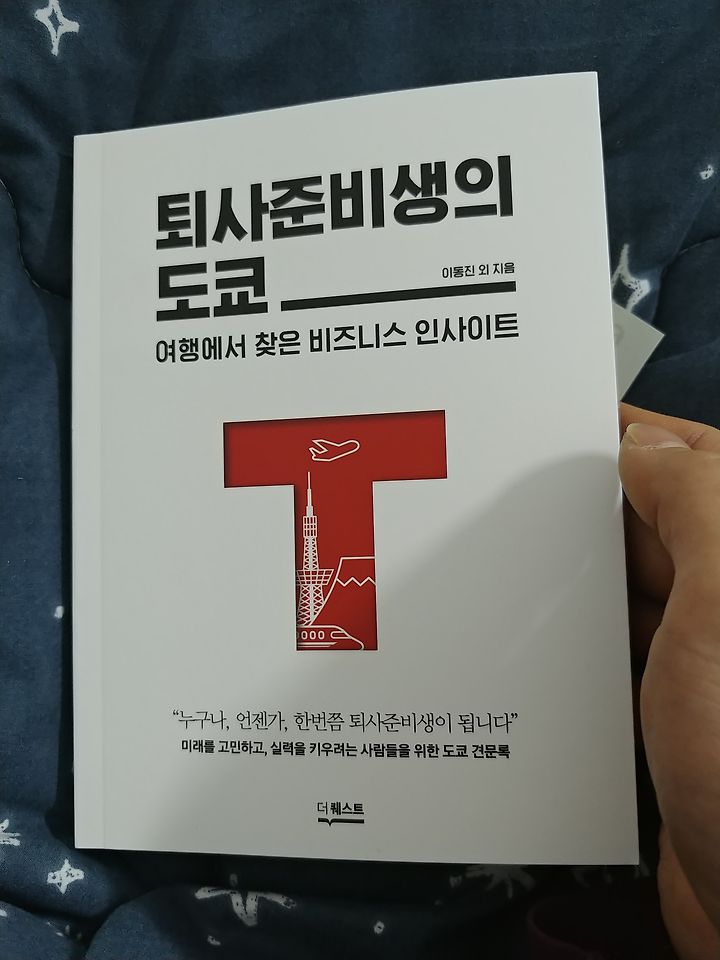 퇴사준비생의
도쿄
이동진 외 지음
여행에서 찾은 비즈니스 인사이트
“누구나, 언젠가, 한번쯤 퇴사준비생이 됩니다”
미래를 고민하고, 실력을 키우려는 사람들을 위한 도쿄 견문록
더퀘스트